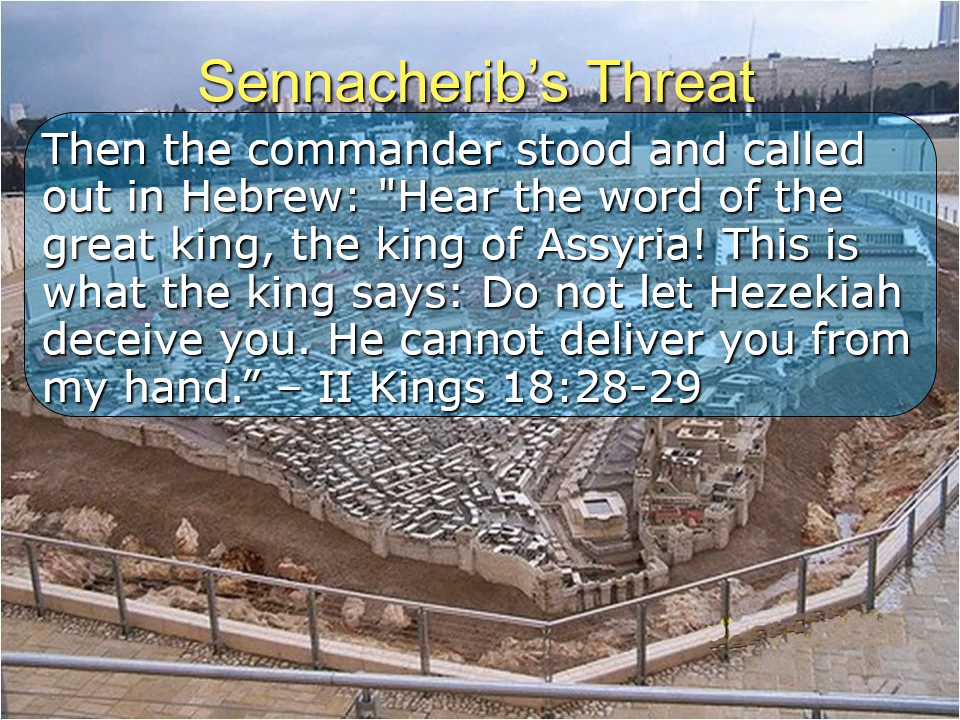 Sennacherib’s Threat
Then the commander stood and called
out in Hebrew: "Hear the word of the
great king, the king of Assyria! This is
what the king says: Do not let Hezekiah
deceive you. He cannot deliver you from
my hand.” – II Kings 18:28-29